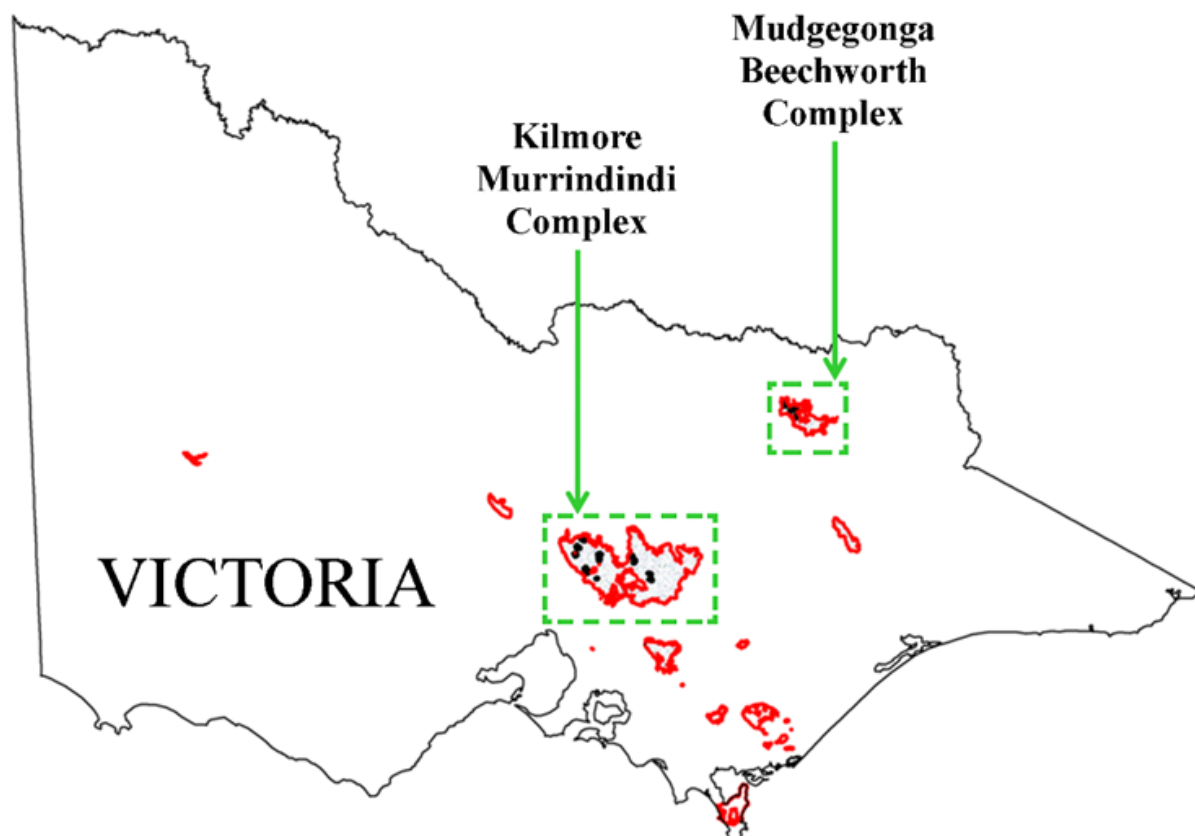 Mudgegonga
Beechworth
Complex
Kilmore
Murrindindi
Complex
VICTORIA